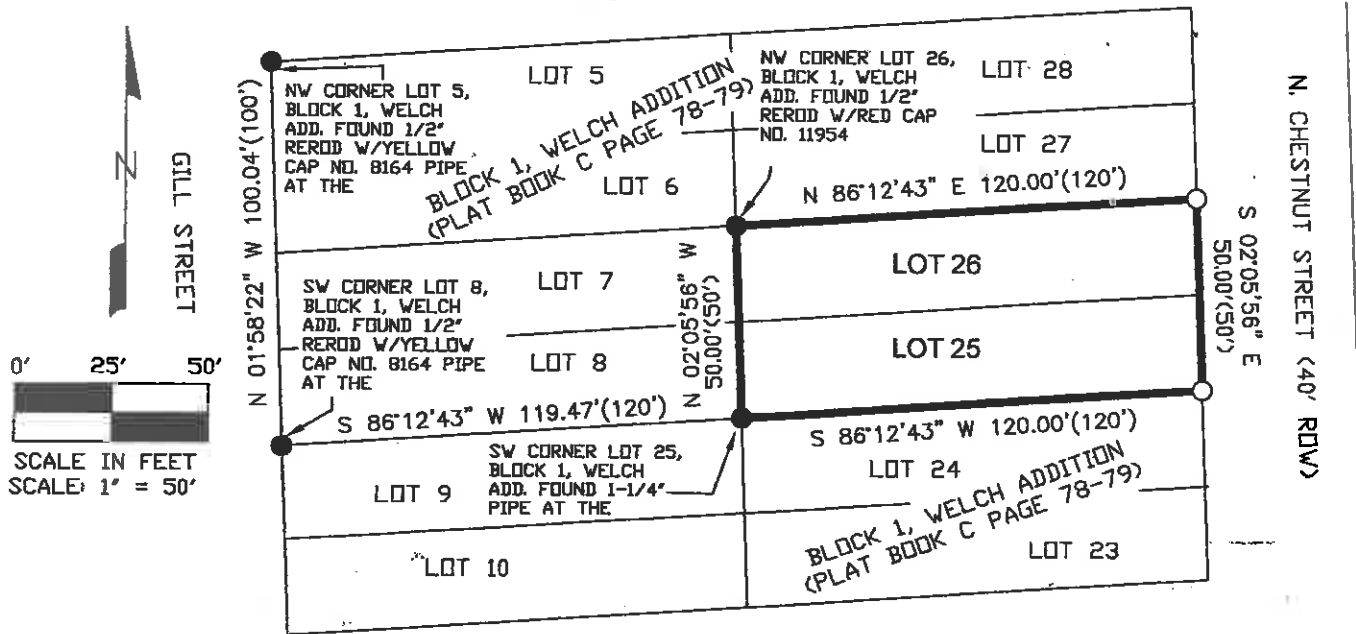 LOT 5
NW CORNER LOT 5,
BLOCK 1, WELCH
ADD. FOUND 1/2"
REROD W/YELLOW
CAP NO. 8164 PIPE
AT THE
BLOCK 1, WELCH ADDITION
(PLAT BOOK C PAGE 78-79)
NW CORNER LOT 26,
BLOCK 1, WELCH
ADD. FOUND 1/2"
REROD W/RED CAP
NO. 11954
LOT 28
LOT 27
LOT 6
N
GILL STREET
N 01°58'22" W 100.04'(100')
N 86°12'43" E 120.00'(120')
N. CHESTNUT STREET (40' ROW)
S 02°05'56" E
50.00'(50')
LOT 26
LOT 25
N 02°05'56" W
50.00'(50')
LOT 7
SW CORNER LOT 8,
BLOCK 1, WELCH
ADD. FOUND 1/2"
REROD W/YELLOW
CAP NO. 8164 PIPE
AT THE
LOT 8
0' 25' 50'
SCALE IN FEET
SCALE: 1" = 50'
S 86°12'43" W 119.47'(120')
S 86°12'43" W 120.00'(120')
SW CORNER LOT 25,
BLOCK 1, WELCH
ADD. FOUND 1-1/4"
PIPE AT THE
LOT 9
LOT 24
BLOCK 1, WELCH ADDITION
(PLAT BOOK C PAGE 78-79)
LOT 10
LOT 23